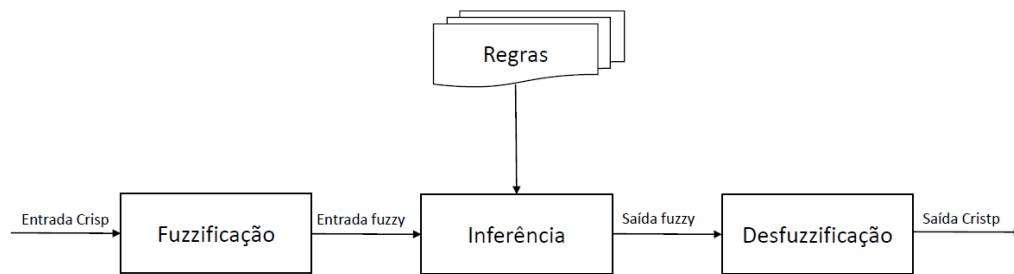 Regras
Entrada Crisp
Fuzzificação
Entrada fuzzy
Inferência
Saída fuzzy
Desfuzzificação
Saída Cristp